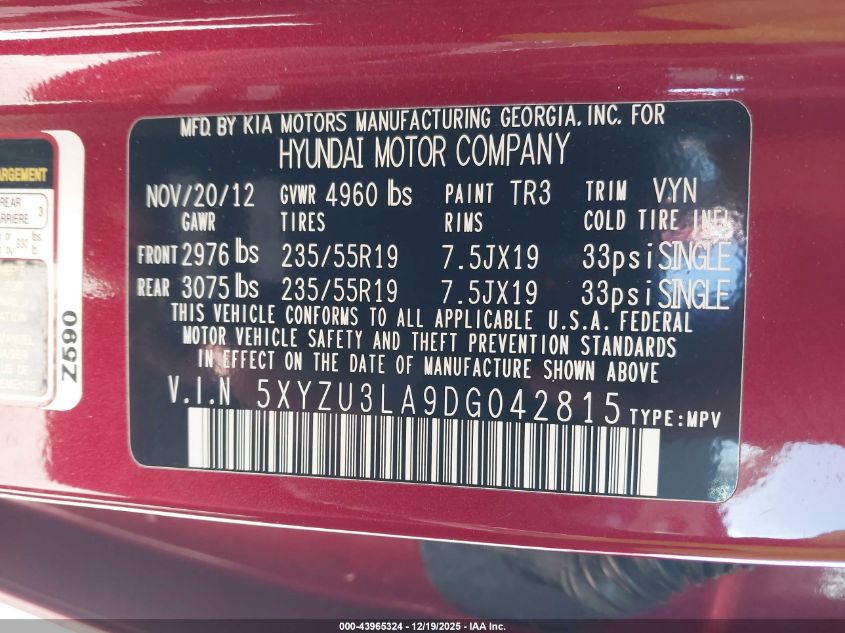 MFD. BY KIA MOTORS MANUFACTURING GEORGIA, INC. FOR
HYUNDAI MOTOR COMPANY
NOV/20/12 GVWR 4960 lbs PAINT TR3 TRIM VYN
GAWR TIRES RIMS COLD TIRE INFL
FRONT 2976 lbs 235/55R19 7.5JX19 33psi SINGLE
REAR 3075 lbs 235/55R19 7.5JX19 33psi SINGLE
THIS VEHICLE CONFORMS TO ALL APPLICABLE U.S.A. FEDERAL
MOTOR VEHICLE SAFETY AND THEFT PREVENTION STANDARDS
IN EFFECT ON THE DATE OF MANUFACTURE SHOWN ABOVE
V.I.N 5XYZU3LA9DG042815 TYPE:MPV
REAR 3
Z590
000-43965324 - 12/19/2025 - IAA Inc.